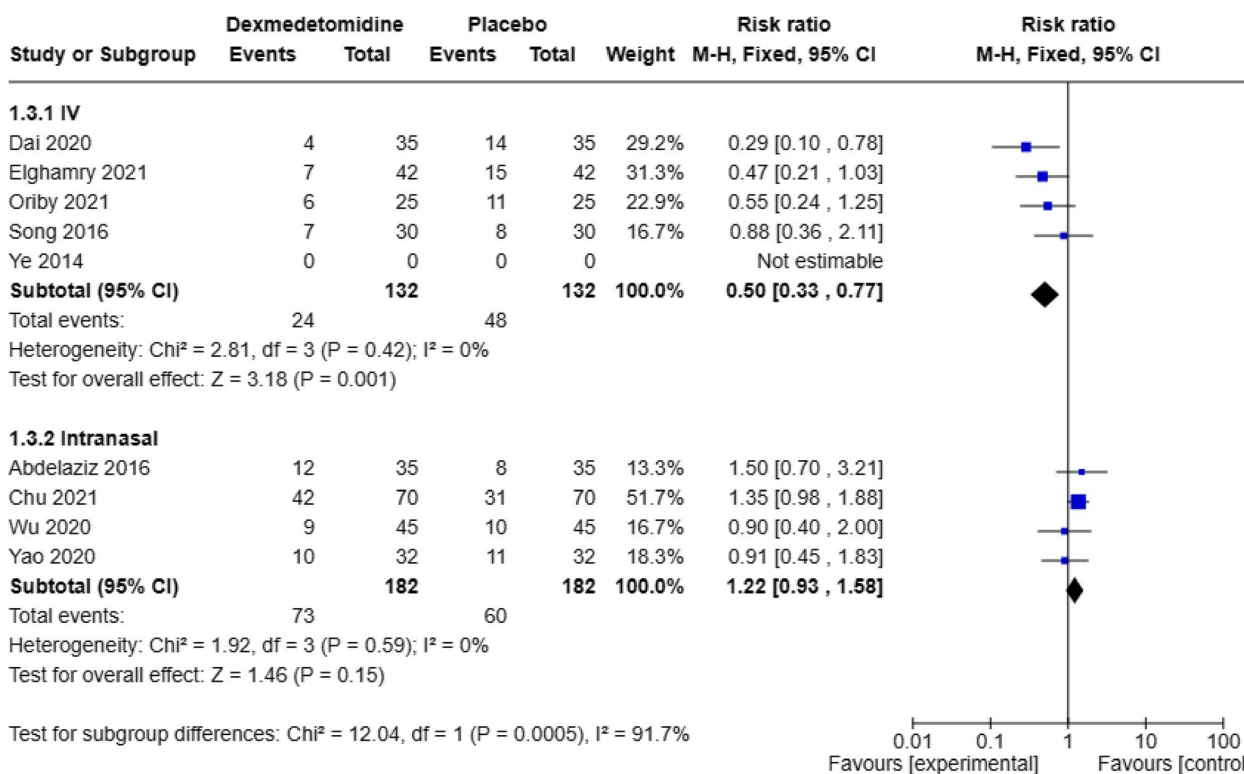 Dexmedetomidine Placebo Risk ratio Risk ratio
Study or Subgroup Events Total Events Total Weight M-H, Fixed, 95% CI M-H, Fixed, 95% CI
1.3.1 IV
Dai 2020 4 35 14 35 29.2% 0.29 [0.10 , 0.78]
Elghamry 2021 7 42 15 42 31.3% 0.47 [0.21 , 1.03]
Oriby 2021 6 25 11 25 22.9% 0.55 [0.24 , 1.25]
Song 2016 7 30 8 30 16.7% 0.88 [0.36 , 2.11]
Ye 2014 0 0 0 0 Not estimable
Subtotal (95% CI) 132 132 100.0% 0.50 [0.33 , 0.77]
Total events: 24 48
Heterogeneity: Chi² = 2.81, df = 3 (P = 0.42); I² = 0%
Test for overall effect: Z = 3.18 (P = 0.001)
1.3.2 Intranasal
Abdelaziz 2016 12 35 8 35 13.3% 1.50 [0.70 , 3.21]
Chu 2021 42 70 31 70 51.7% 1.35 [0.98 , 1.88]
Wu 2020 9 45 10 45 16.7% 0.90 [0.40 , 2.00]
Yao 2020 10 32 11 32 18.3% 0.91 [0.45 , 1.83]
Subtotal (95% CI) 182 182 100.0% 1.22 [0.93 , 1.58]
Total events: 73 60
Heterogeneity: Chi² = 1.92, df = 3 (P = 0.59); I² = 0%
Test for overall effect: Z = 1.46 (P = 0.15)
Test for subgroup differences: Chi² = 12.04, df = 1 (P = 0.0005), I² = 91.7%
0.01 0.1 1 10 100
Favours [experimental] Favours [control